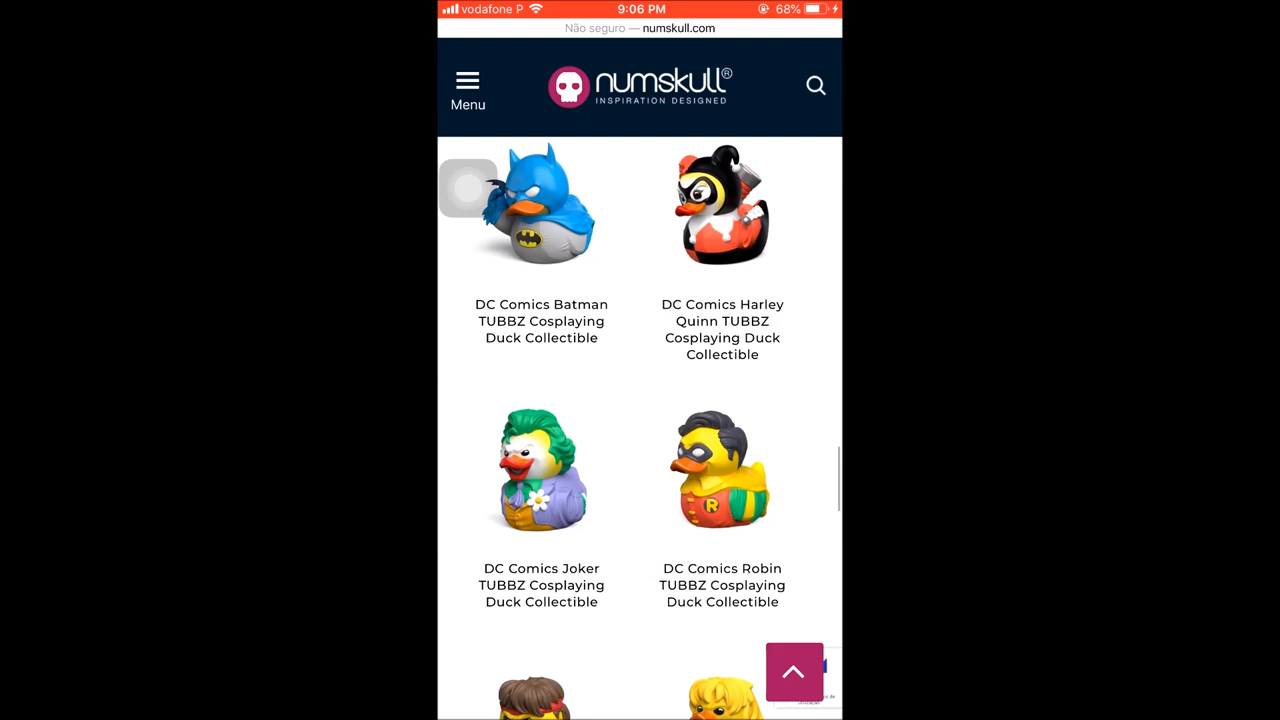 vodafone P
9:06 PM
68%
Não seguro — numskull.com
Menu
numskull®
INSPIRATION DESIGNED
DC Comics Batman
TUBBZ Cosplaying
Duck Collectible
DC Comics Harley
Quinn TUBBZ
Cosplaying Duck
Collectible
R
DC Comics Joker
TUBBZ Cosplaying
Duck Collectible
DC Comics Robin
TUBBZ Cosplaying
Duck Collectible